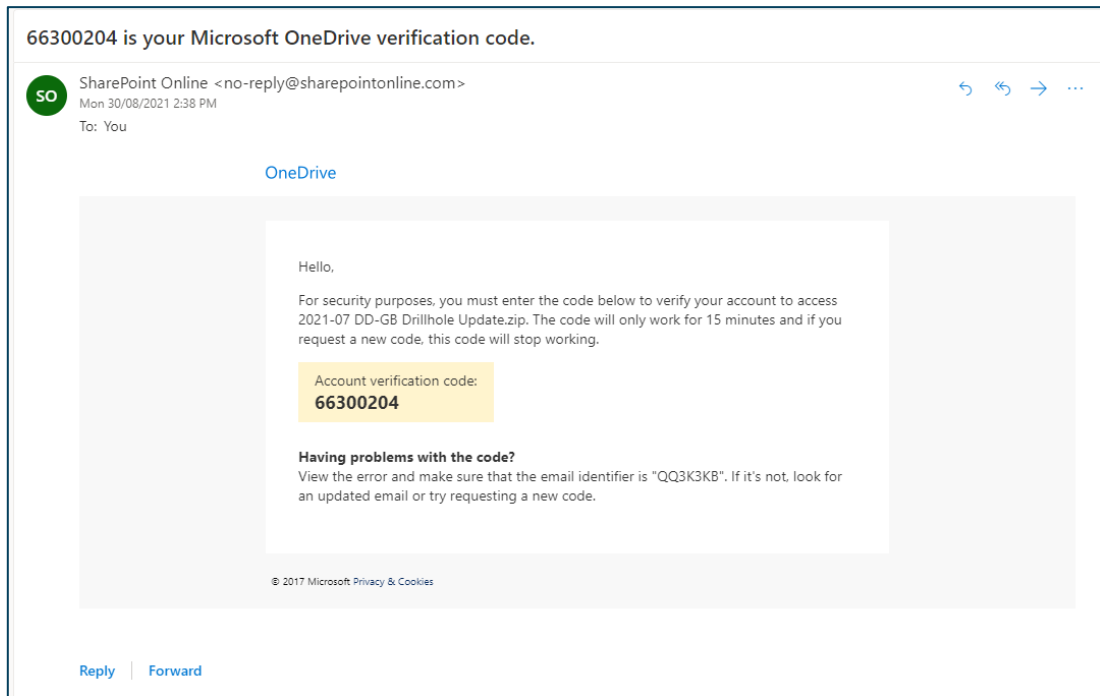 66300204 is your Microsoft OneDrive verification code.
SO
SharePoint Online <no-reply@sharepointonline.com>
Mon 30/08/2021 2:38 PM
To: You
OneDrive
Hello,
For security purposes, you must enter the code below to verify your account to access
2021-07 DD-GB Drillhole Update.zip. The code will only work for 15 minutes and if you
request a new code, this code will stop working.
Account verification code:
66300204
Having problems with the code?
View the error and make sure that the email identifier is "QQ3K3KB". If it's not, look for
an updated email or try requesting a new code.
© 2017 Microsoft Privacy & Cookies
Reply Forward